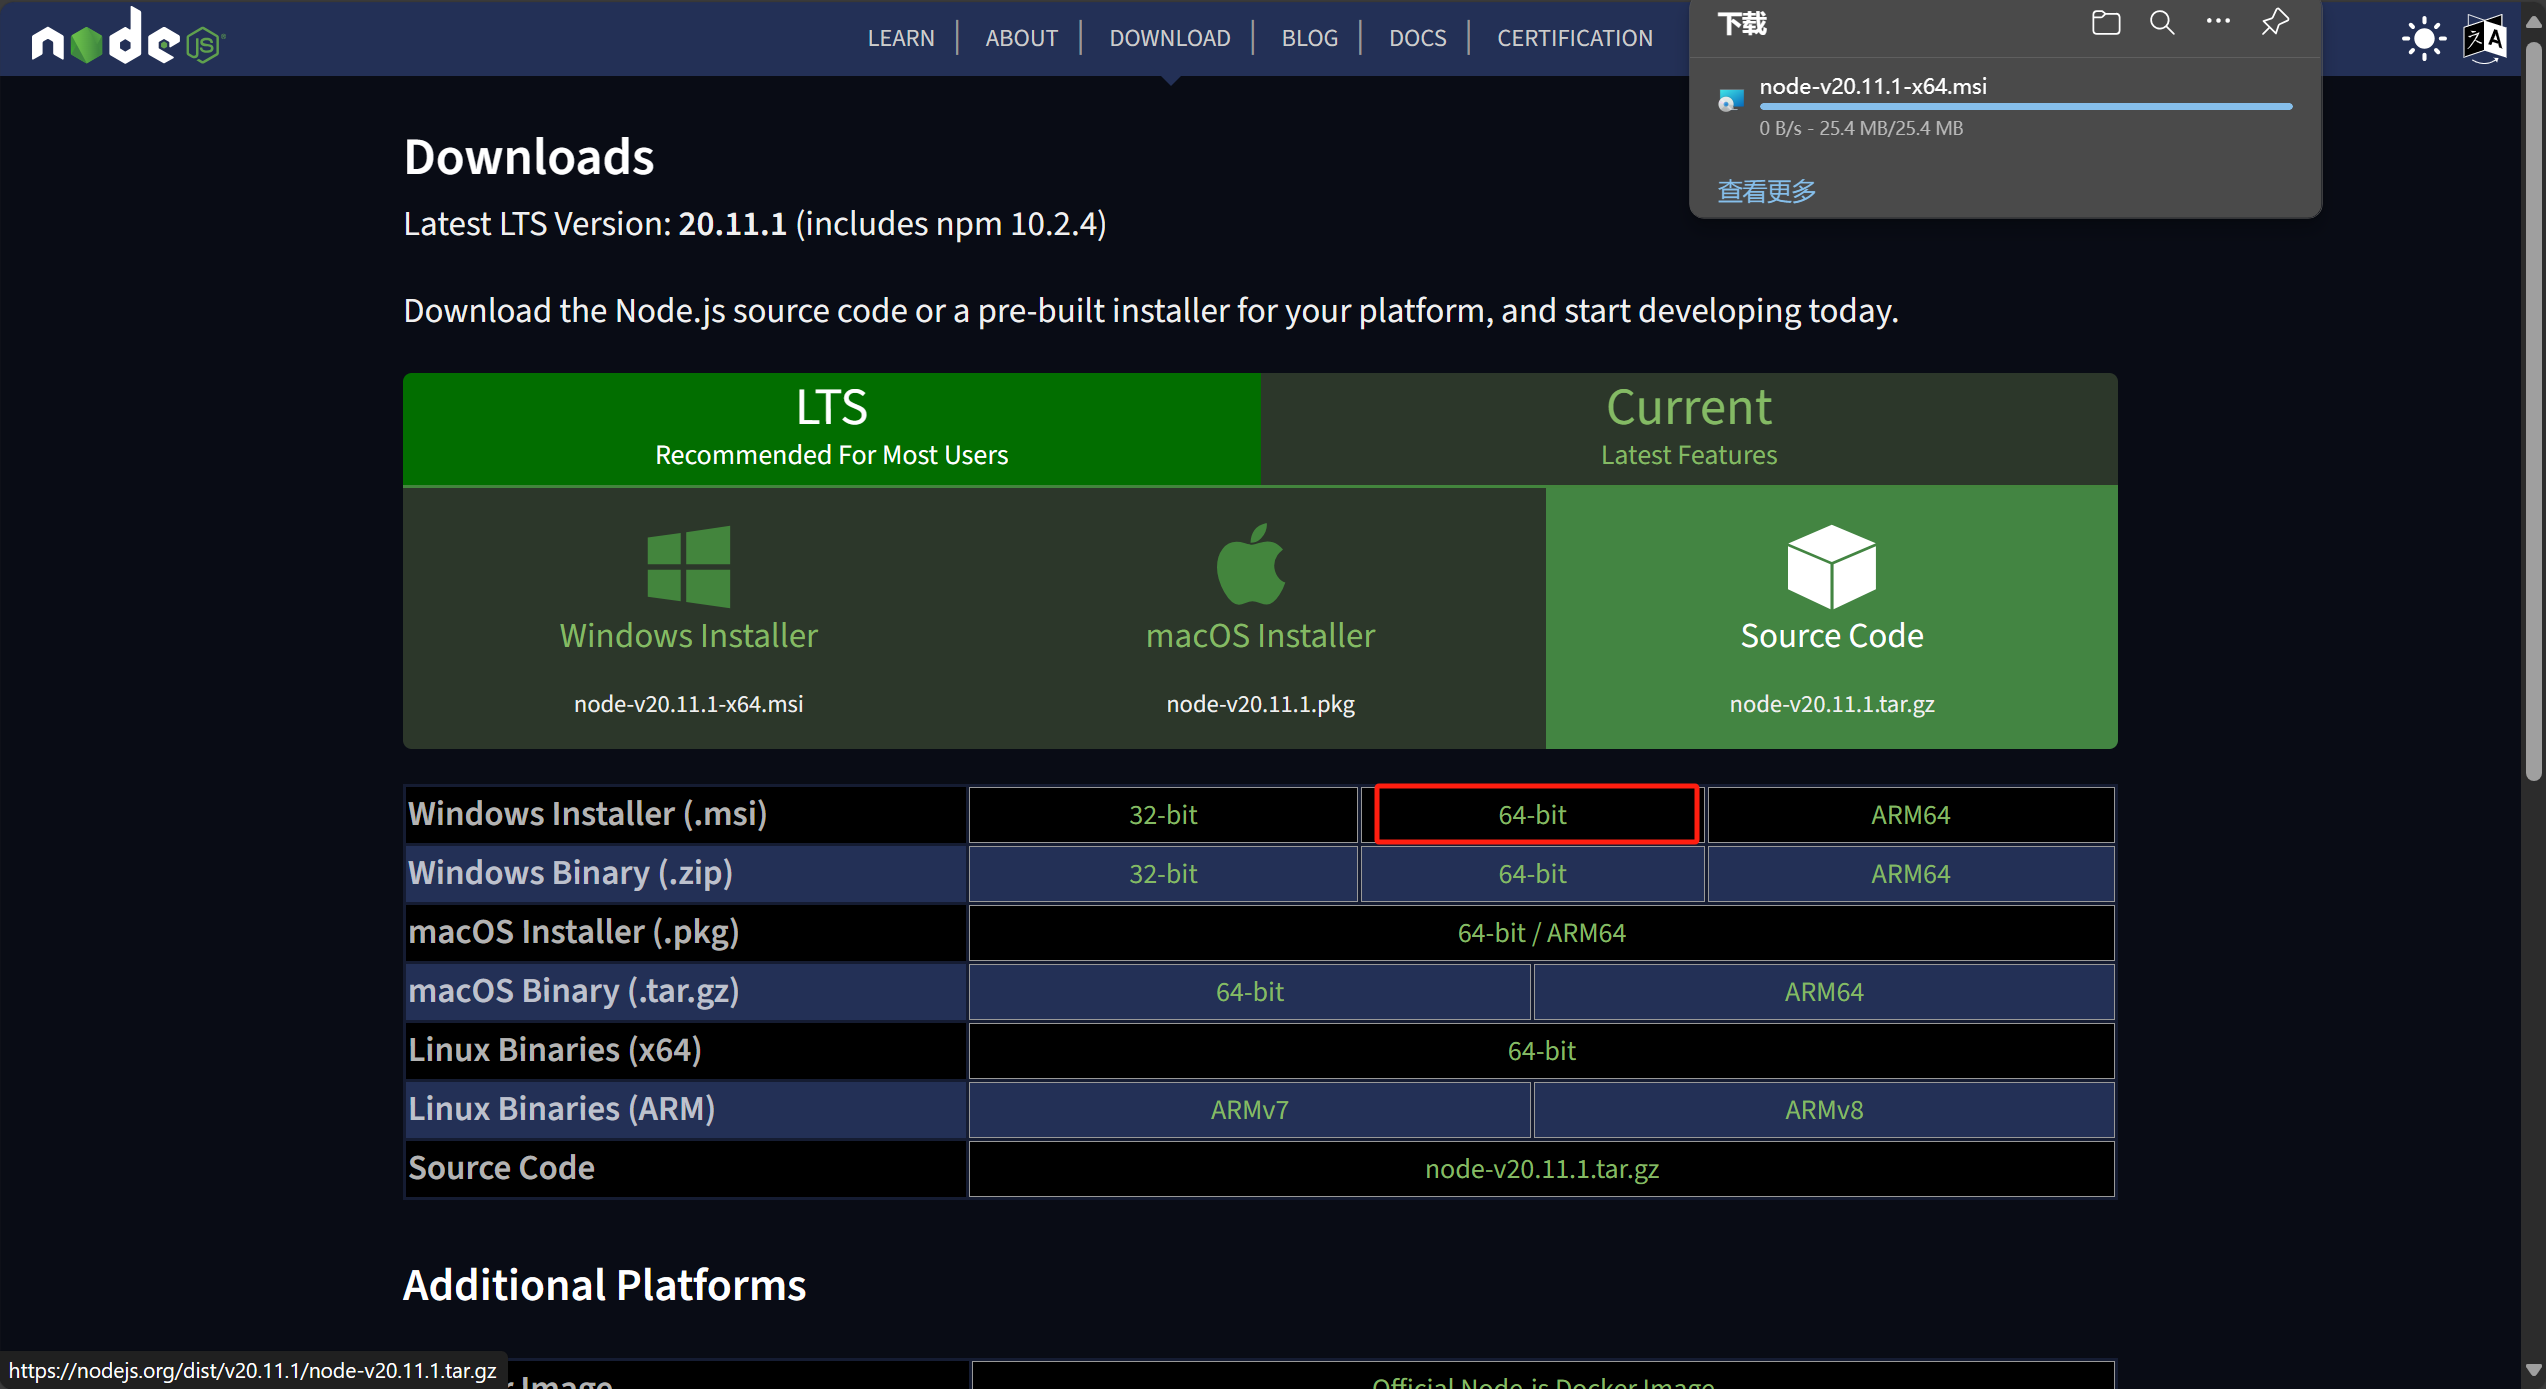 node JS
LEARN
ABOUT
DOWNLOAD
BLOG
DOCS
CERTIFICATION
下载
node-v20.11.1-x64.msi
0 B/s - 25.4 MB/25.4 MB
查看更多
Downloads
Latest LTS Version: 20.11.1 (includes npm 10.2.4)
Download the Node.js source code or a pre-built installer for your platform, and start developing today.
LTS
Recommended For Most Users
Current
Latest Features
Windows Installer
node-v20.11.1-x64.msi
macOS Installer
node-v20.11.1.pkg
Source Code
node-v20.11.1.tar.gz
Windows Installer (.msi) 32-bit 64-bit ARM64
Windows Binary (.zip) 32-bit 64-bit ARM64
macOS Installer (.pkg) 64-bit / ARM64
macOS Binary (.tar.gz) 64-bit ARM64
Linux Binaries (x64) 64-bit
Linux Binaries (ARM) ARMv7 ARMv8
Source Code node-v20.11.1.tar.gz
Additional Platforms
Image Official Node.js Docker Image
https://nodejs.org/dist/v20.11.1/node-v20.11.1.tar.gz